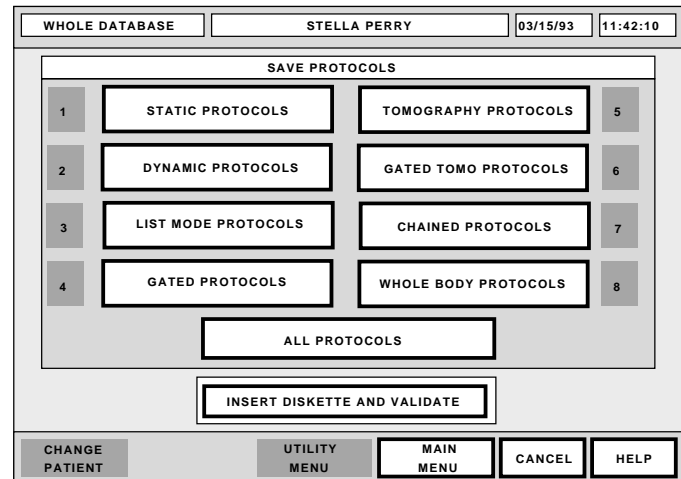 WHOLE DATABASE STELLA PERRY 03/15/93 11:42:10
SAVE PROTOCOLS
1 STATIC PROTOCOLS TOMOGRAPHY PROTOCOLS 5
2 DYNAMIC PROTOCOLS GATED TOMO PROTOCOLS 6
3 LIST MODE PROTOCOLS CHAINED PROTOCOLS 7
4 GATED PROTOCOLS WHOLE BODY PROTOCOLS 8
ALL PROTOCOLS
INSERT DISKETTE AND VALIDATE
CHANGE PATIENT UTILITY MENU MAIN MENU CANCEL HELP